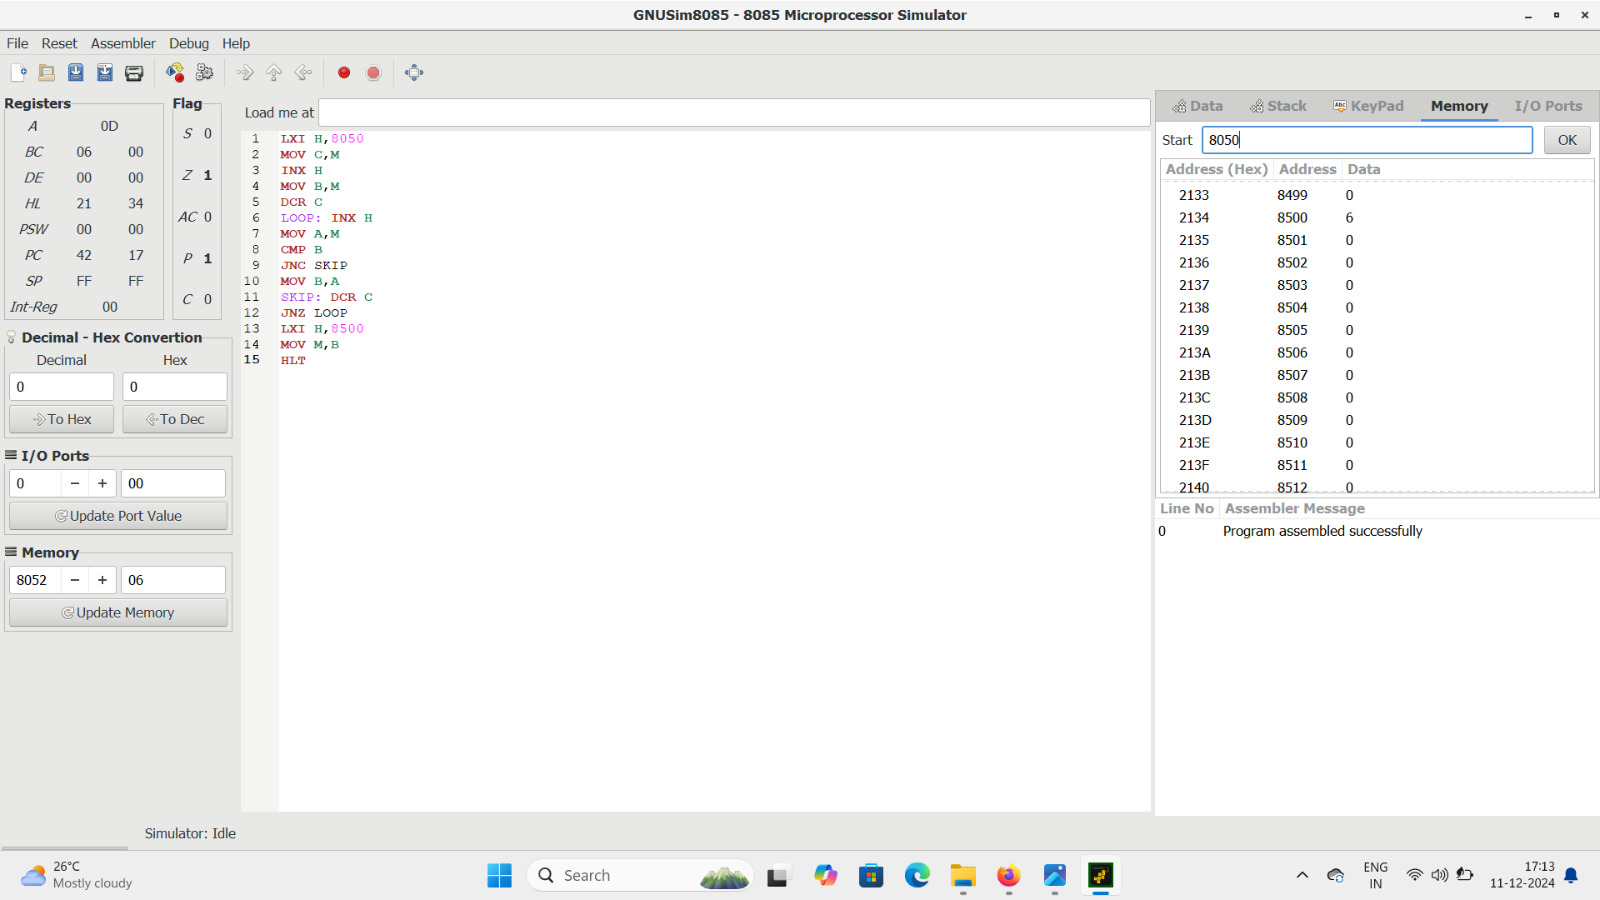 GNUSim8085 - 8085 Microprocessor Simulator
File Reset Assembler Debug Help
Registers
A 0D
BC 06 00
DE 00 00
HL 21 34
PSW 00 00
PC 42 17
SP FF FF
Int-Reg 00
Flag
S 0
Z 1
AC 0
P 1
C 0
Decimal - Hex Convertion
Decimal Hex
0 0
To Hex To Dec
I/O Ports
0 − + 00
Update Port Value
Memory
8052 − + 06
Update Memory
Load me at
1 LXI H,8050
2 MOV C,M
3 INX H
4 MOV B,M
5 DCR C
6 LOOP: INX H
7 MOV A,M
8 CMP B
9 JNC SKIP
10 MOV B,A
11 SKIP: DCR C
12 JNZ LOOP
13 LXI H,8500
14 MOV M,B
15 HLT
Data Stack Abc KeyPad Memory I/O Ports
Start 8050 OK
Address (Hex) Address Data
2133 8499 0
2134 8500 6
2135 8501 0
2136 8502 0
2137 8503 0
2138 8504 0
2139 8505 0
213A 8506 0
213B 8507 0
213C 8508 0
213D 8509 0
213E 8510 0
213F 8511 0
2140 8512 0
Line No Assembler Message
0 Program assembled successfully
Simulator: Idle
26°C
Mostly cloudy
Search
ENG
IN
17:13
11-12-2024